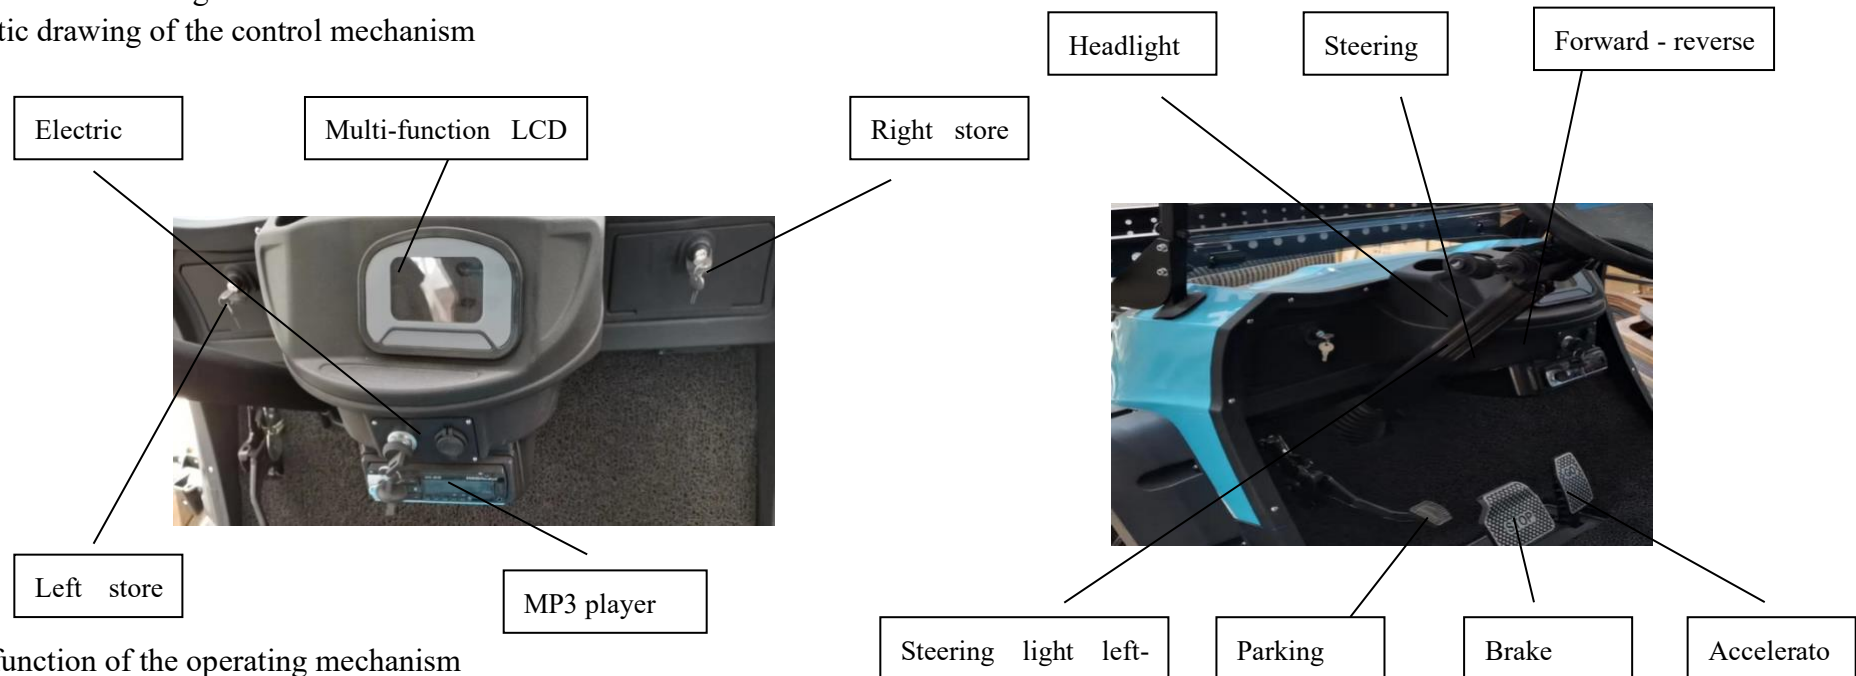 tic drawing of the control mechanism
Headlight
Steering
Forward - reverse
Electric
Multi-function LCD
Right store
STOP
Left store
MP3 player
Steering light left-
Parking
Brake
Accelerato
function of the operating mechanism